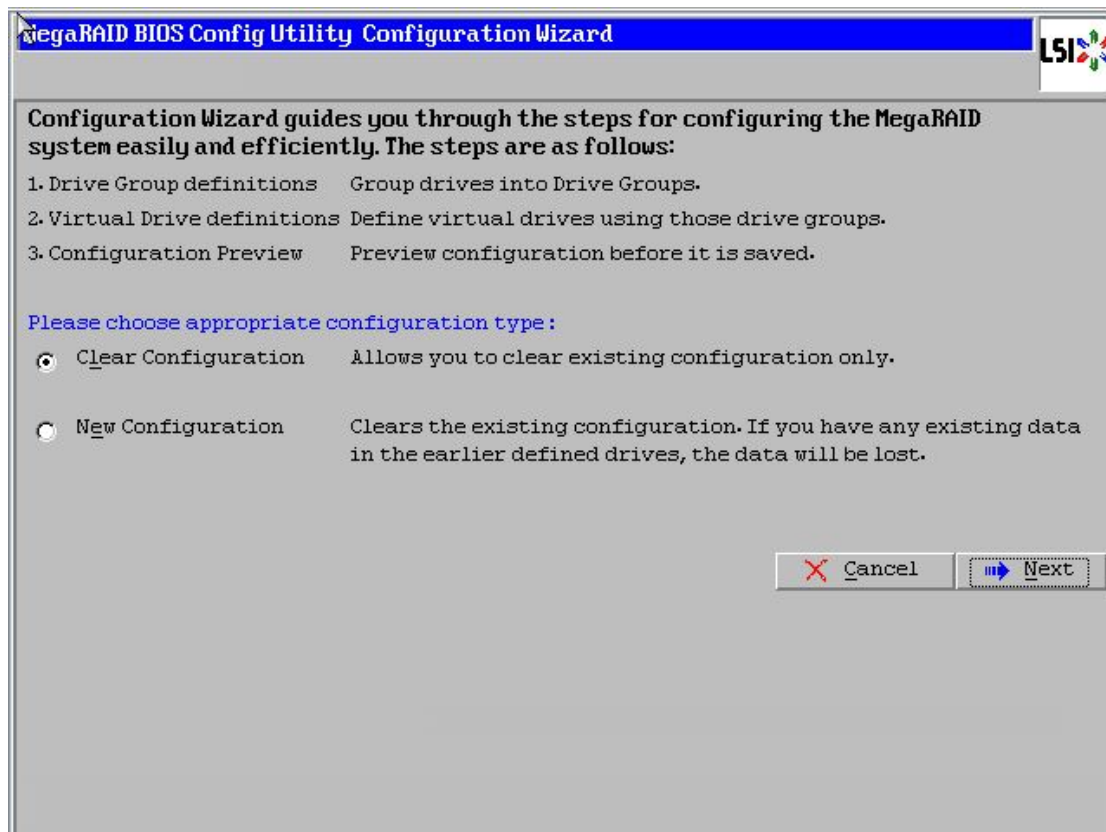 MegaRAID BIOS Config Utility Configuration Wizard
LSI
Configuration Wizard guides you through the steps for configuring the MegaRAID
system easily and efficiently. The steps are as follows:
1. Drive Group definitions Group drives into Drive Groups.
2. Virtual Drive definitions Define virtual drives using those drive groups.
3. Configuration Preview Preview configuration before it is saved.
Please choose appropriate configuration type:
Clear Configuration Allows you to clear existing configuration only.
New Configuration Clears the existing configuration. If you have any existing data
in the earlier defined drives, the data will be lost.
Cancel Next